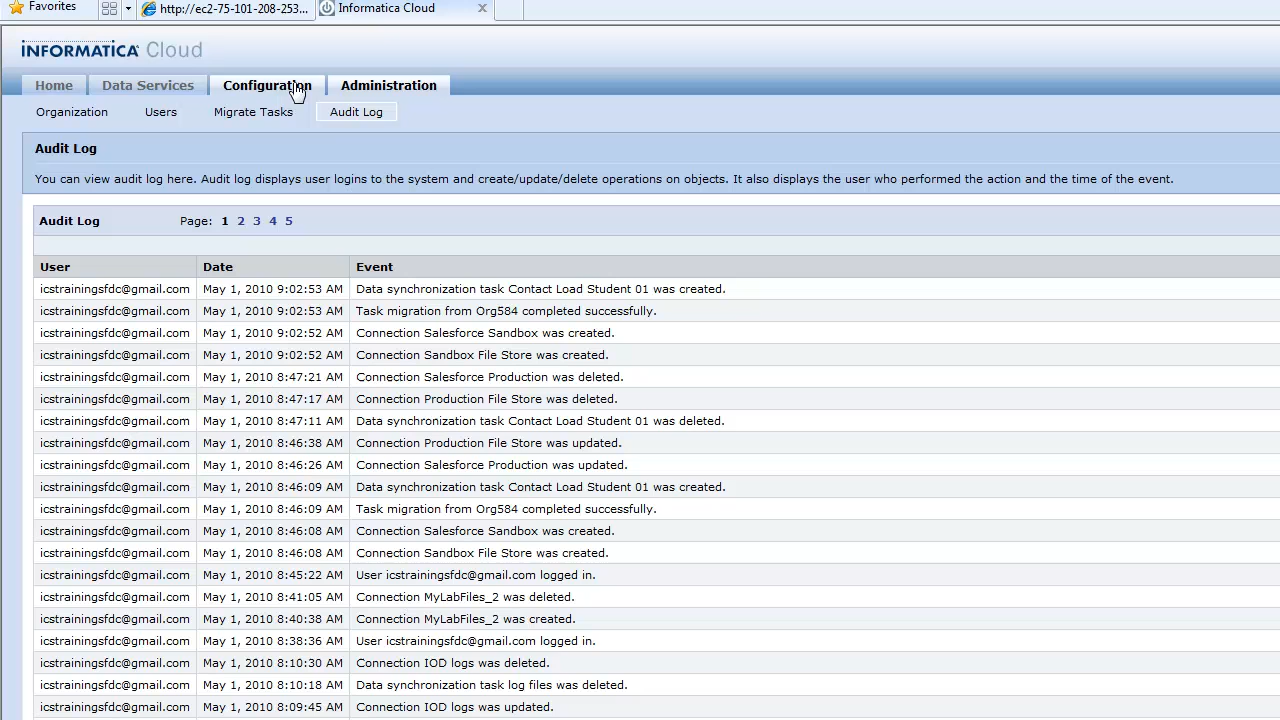 Favorites http://ec2-75-101-208-253... Informatica Cloud
INFORMATICA Cloud
Home Data Services Configuration Administration
Organization Users Migrate Tasks Audit Log
Audit Log
You can view audit log here. Audit log displays user logins to the system and create/update/delete operations on objects. It also displays the user who performed the action and the time of the event.
Audit Log Page: 1 2 3 4 5
User Date Event
icstrainingsfdc@gmail.com May 1, 2010 9:02:53 AM Data synchronization task Contact Load Student 01 was created.
icstrainingsfdc@gmail.com May 1, 2010 9:02:53 AM Task migration from Org584 completed successfully.
icstrainingsfdc@gmail.com May 1, 2010 9:02:52 AM Connection Salesforce Sandbox was created.
icstrainingsfdc@gmail.com May 1, 2010 9:02:52 AM Connection Sandbox File Store was created.
icstrainingsfdc@gmail.com May 1, 2010 8:47:21 AM Connection Salesforce Production was deleted.
icstrainingsfdc@gmail.com May 1, 2010 8:47:17 AM Connection Production File Store was deleted.
icstrainingsfdc@gmail.com May 1, 2010 8:47:11 AM Data synchronization task Contact Load Student 01 was deleted.
icstrainingsfdc@gmail.com May 1, 2010 8:46:38 AM Connection Production File Store was updated.
icstrainingsfdc@gmail.com May 1, 2010 8:46:26 AM Connection Salesforce Production was updated.
icstrainingsfdc@gmail.com May 1, 2010 8:46:09 AM Data synchronization task Contact Load Student 01 was created.
icstrainingsfdc@gmail.com May 1, 2010 8:46:09 AM Task migration from Org584 completed successfully.
icstrainingsfdc@gmail.com May 1, 2010 8:46:08 AM Connection Salesforce Sandbox was created.
icstrainingsfdc@gmail.com May 1, 2010 8:46:08 AM Connection Sandbox File Store was created.
icstrainingsfdc@gmail.com May 1, 2010 8:45:22 AM User icstrainingsfdc@gmail.com logged in.
icstrainingsfdc@gmail.com May 1, 2010 8:41:05 AM Connection MyLabFiles_2 was deleted.
icstrainingsfdc@gmail.com May 1, 2010 8:40:38 AM Connection MyLabFiles_2 was created.
icstrainingsfdc@gmail.com May 1, 2010 8:38:36 AM User icstrainingsfdc@gmail.com logged in.
icstrainingsfdc@gmail.com May 1, 2010 8:10:30 AM Connection IOD logs was deleted.
icstrainingsfdc@gmail.com May 1, 2010 8:10:18 AM Data synchronization task log files was deleted.
icstrainingsfdc@gmail.com May 1, 2010 8:09:45 AM Connection IOD logs was updated.